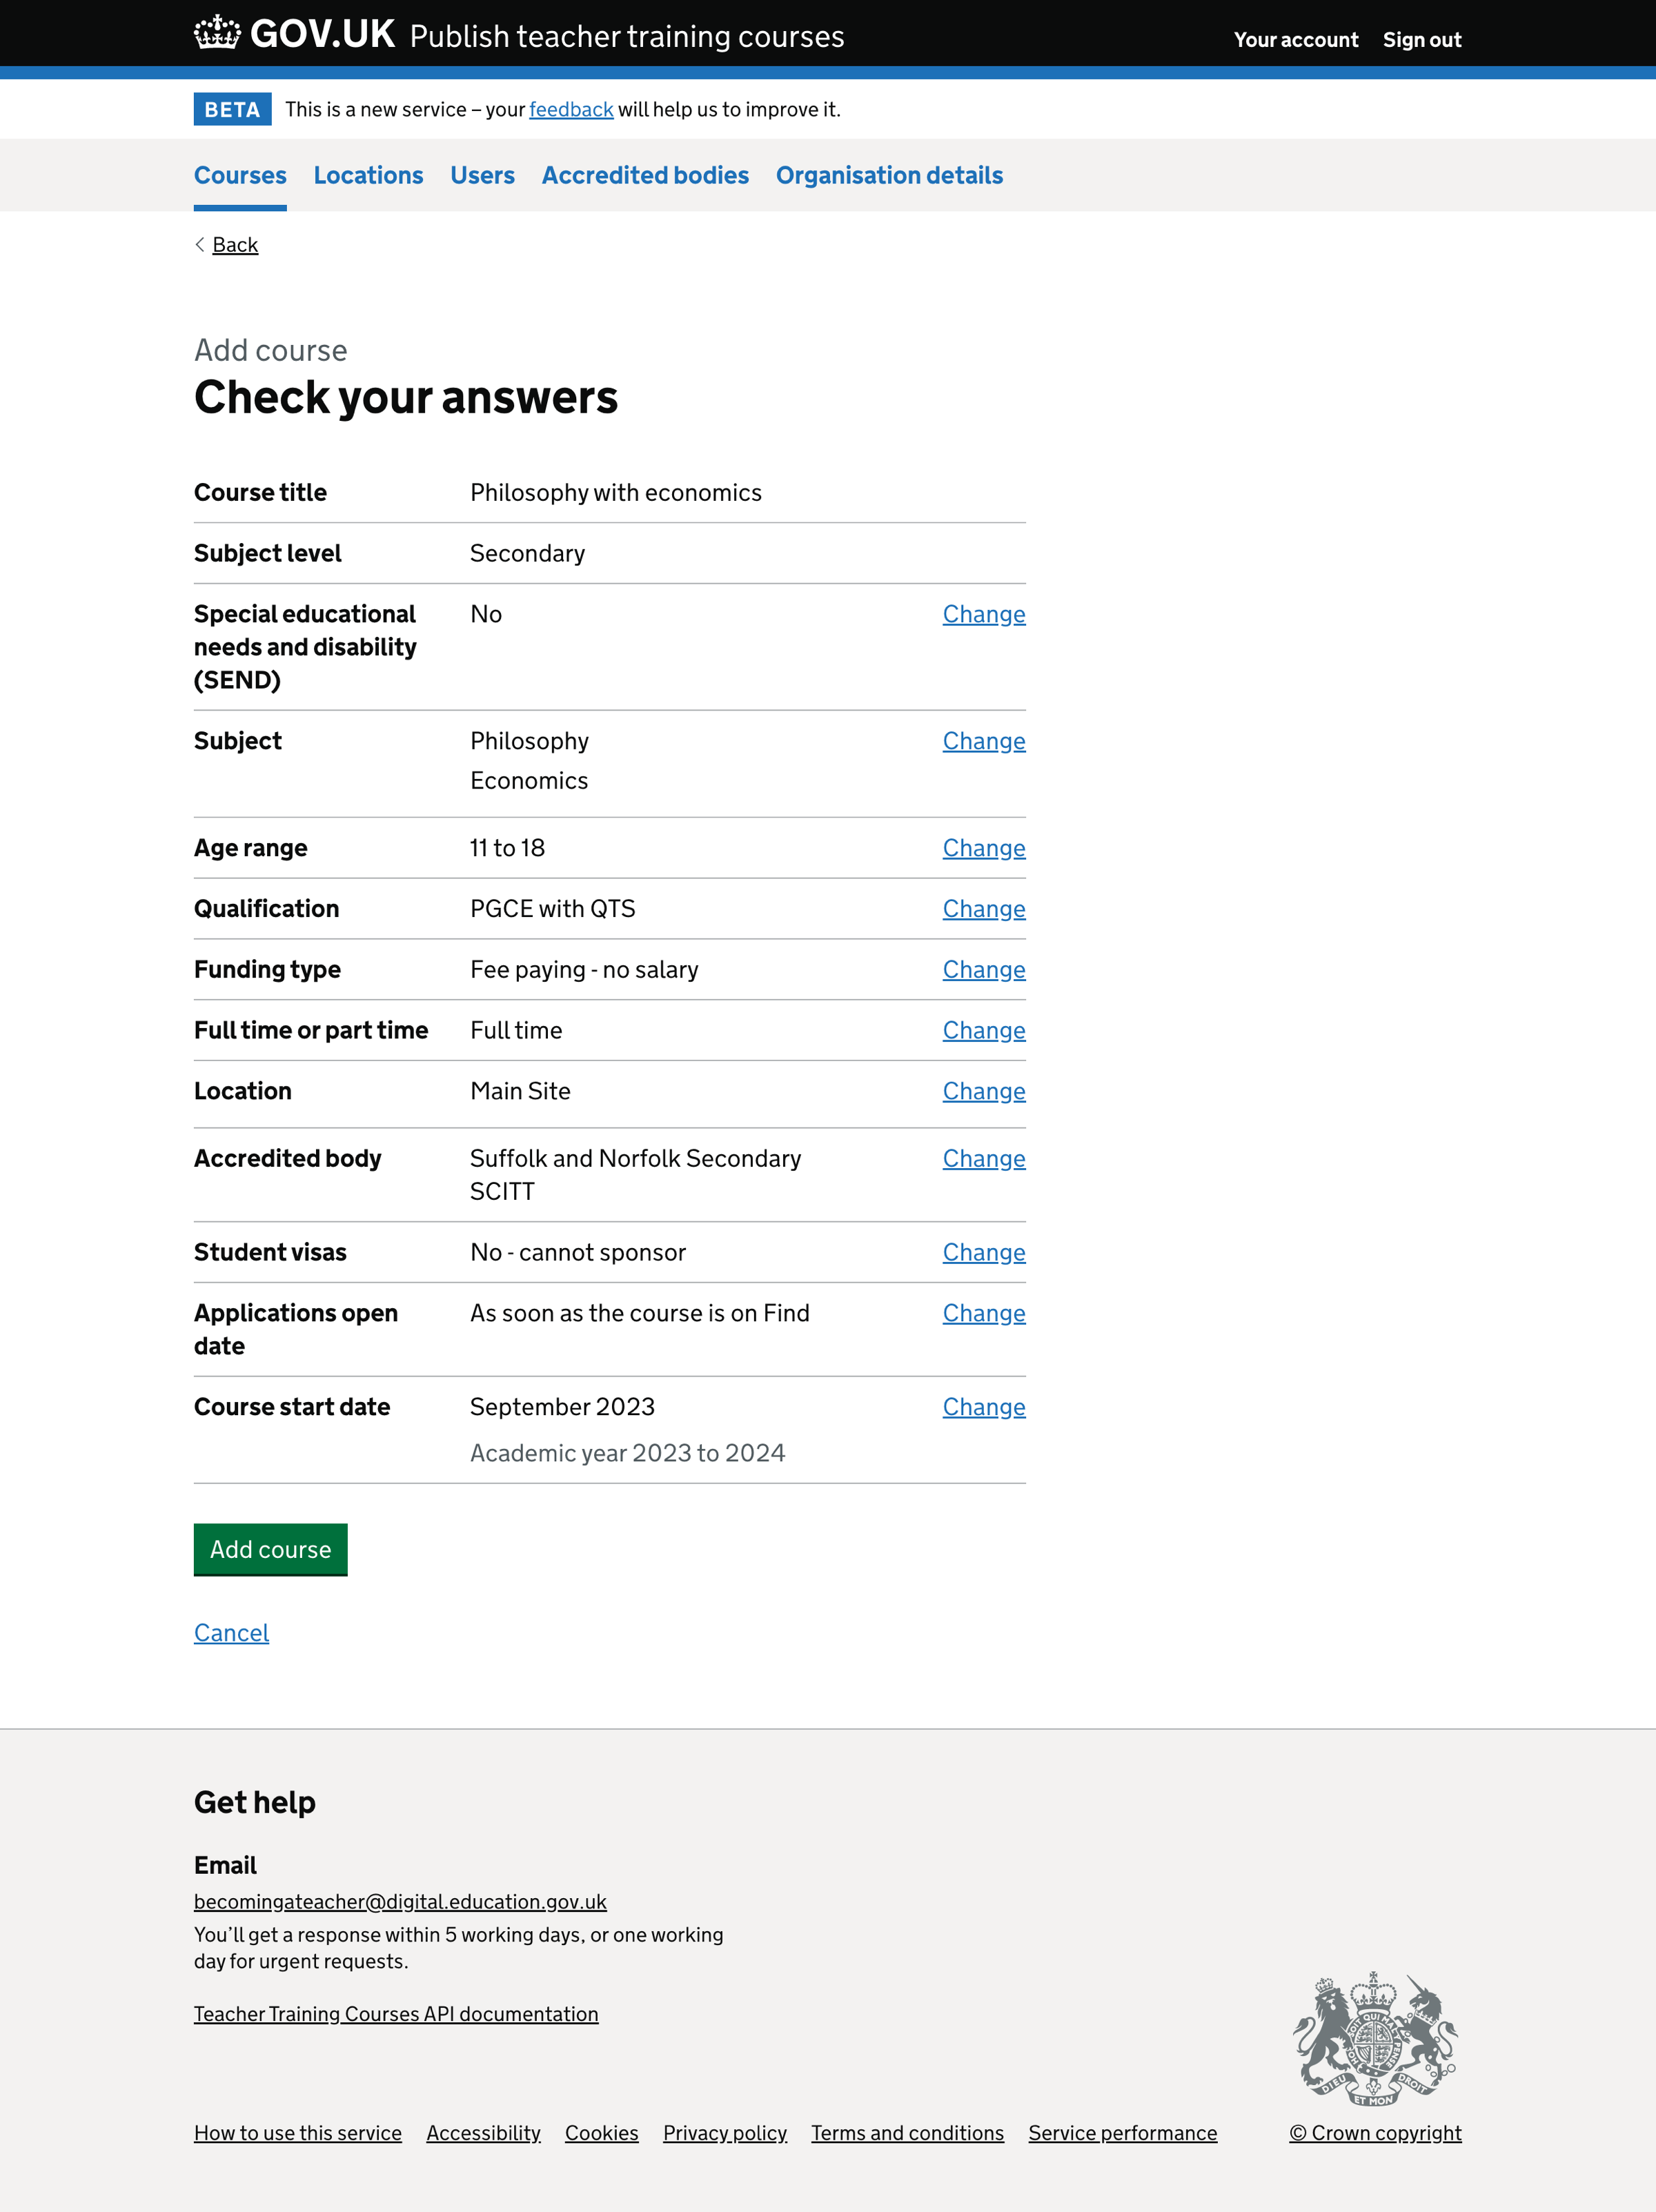 GOV.UK Publish teacher training courses
Your account Sign out
BETA This is a new service – your feedback will help us to improve it.
Courses Locations Users Accredited bodies Organisation details
Back
Add course
Check your answers
Course title Philosophy with economics
Subject level Secondary
Special educational No Change
needs and disability
(SEND)
Subject Philosophy Change
Economics
Age range 11 to 18 Change
Qualification PGCE with QTS Change
Funding type Fee paying - no salary Change
Full time or part time Full time Change
Location Main Site Change
Accredited body Suffolk and Norfolk Secondary Change
SCITT
Student visas No - cannot sponsor Change
Applications open As soon as the course is on Find Change
date
Course start date September 2023 Change
Academic year 2023 to 2024
Add course
Cancel
Get help
Email
becomingateacher@digital.education.gov.uk
You’ll get a response within 5 working days, or one working
day for urgent requests.
Teacher Training Courses API documentation
DIEU ET MON DROIT
How to use this service Accessibility Cookies Privacy policy Terms and conditions Service performance © Crown copyright